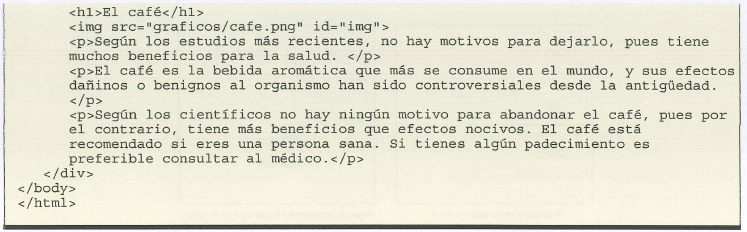 <h1>El café</h1>
<img src="graficos/cafe.png" id="img">
<p>Según los estudios más recientes, no hay motivos para dejarlo, pues tiene
muchos beneficios para la salud. </p>
<p>El café es la bebida aromática que más se consume en el mundo, y sus efectos
dañinos o benignos al organismo han sido controversiales desde la antigüedad.
</p>
<p>Según los científicos no hay ningún motivo para abandonar el café, pues por
el contrario, tiene más beneficios que efectos nocivos. El café está
recomendado si eres una persona sana. Si tienes algún padecimiento es
preferible consultar al médico.</p>
</div>
</body>
</html>